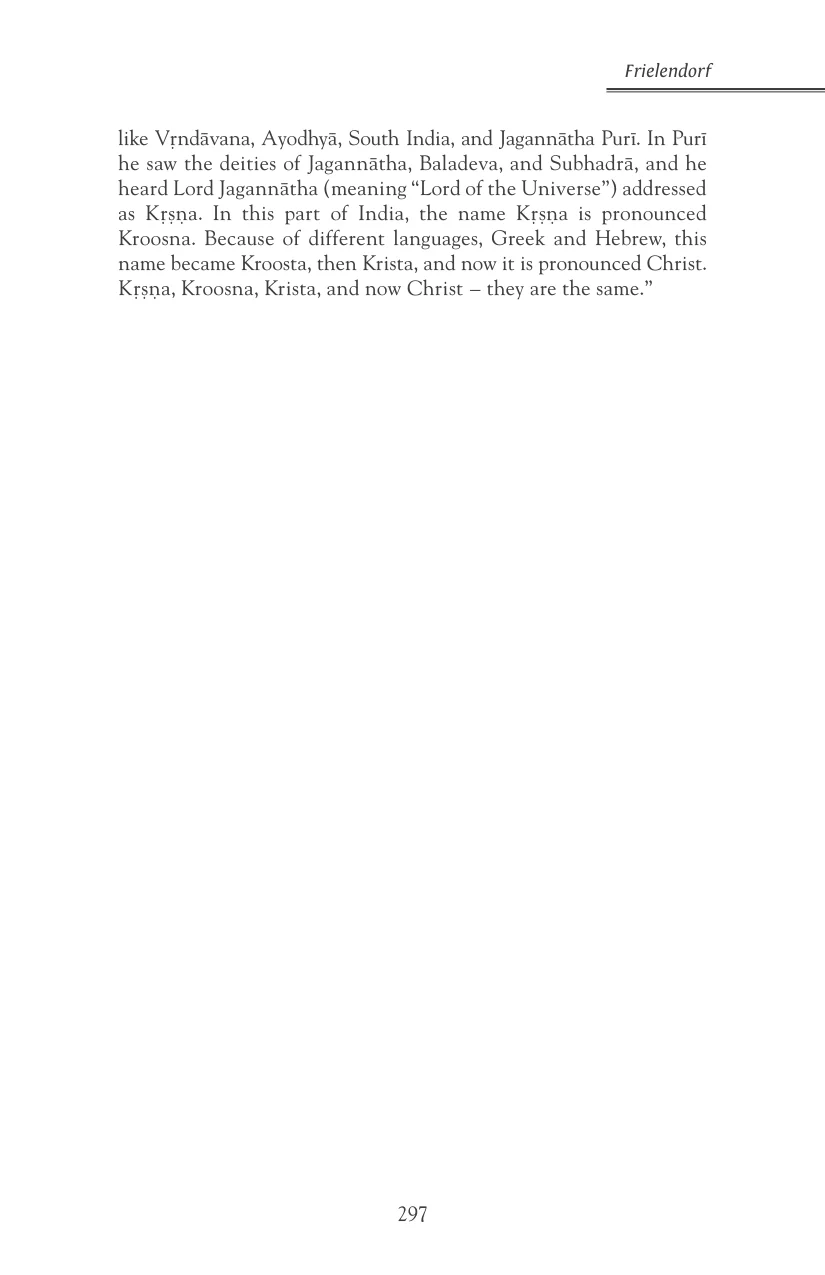 Frielendorf
like Vṛndāvana, Ayodhyā, South India, and Jagannātha Purī. In Purī
he saw the deities of Jagannātha, Baladeva, and Subhadrā, and he
heard Lord Jagannātha (meaning “Lord of the Universe”) addressed
as Kṛṣṇa. In this part of India, the name Kṛṣṇa is pronounced
Kroosna. Because of different languages, Greek and Hebrew, this
name became Kroosta, then Krista, and now it is pronounced Christ.
Kṛṣṇa, Kroosna, Krista, and now Christ – they are the same.”
297